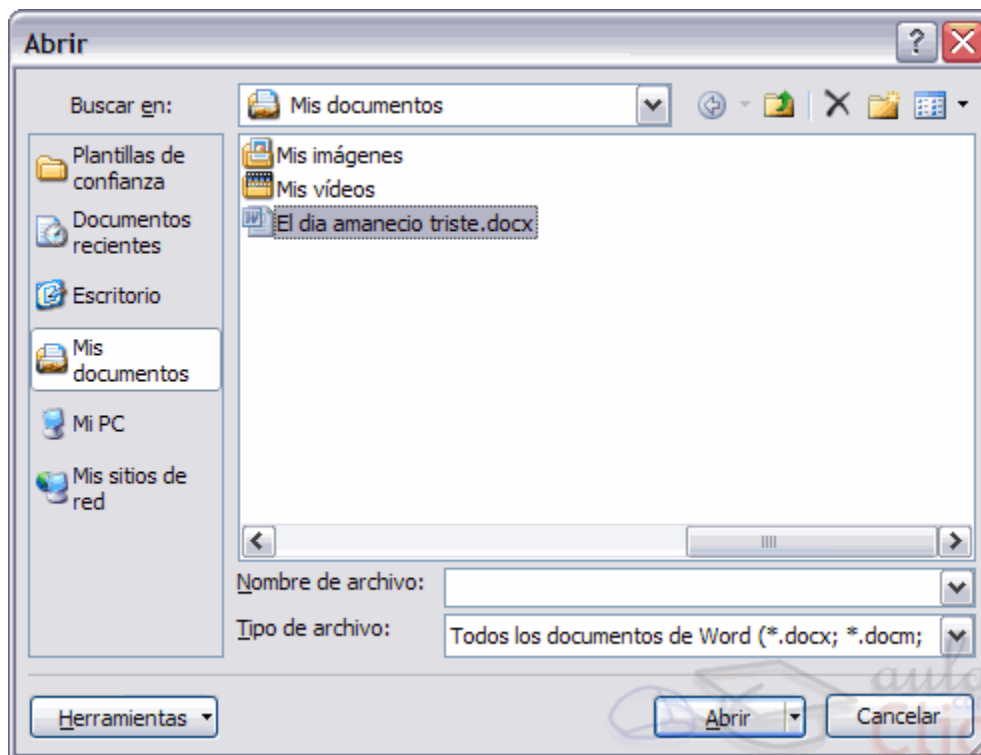 Abrir
Buscar en:
Mis documentos
Plantillas de
confianza
Documentos
recientes
Escritorio
Mis
documentos
Mi PC
Mis sitios de
red
Mis imágenes
Mis vídeos
El dia amanecio triste.docx
Nombre de archivo:
Tipo de archivo:
Todos los documentos de Word (*.docx; *.docm;
Herramientas
Abrir
Cancelar
aula
Clic